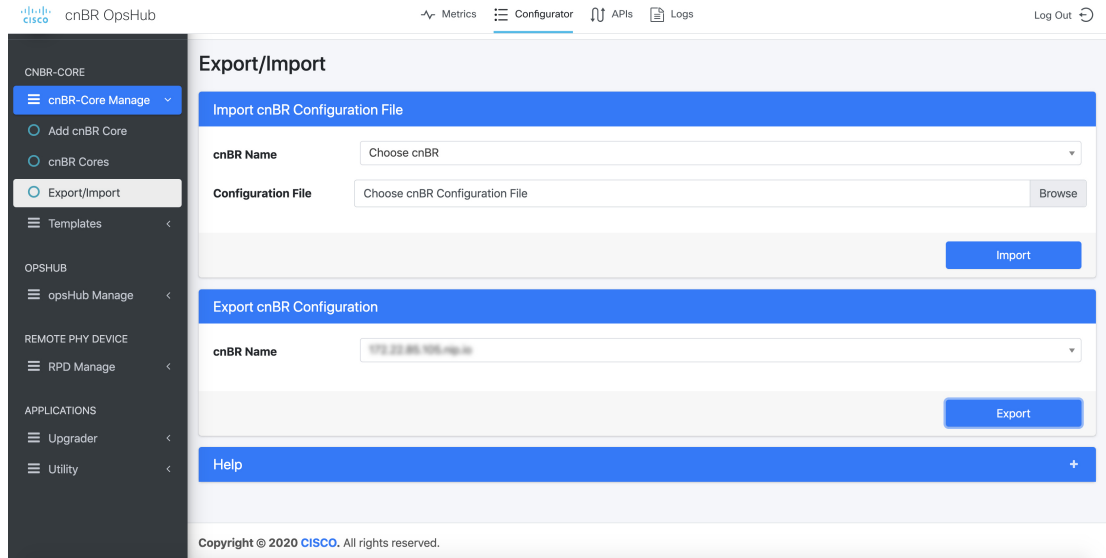 CISCO
cnBR OpsHub
Metrics
Configurator
APIs
Logs
Log Out
CNBR-CORE
cnBR-Core Manage
Add cnBR Core
cnBR Cores
Export/Import
Templates
OPSHUB
opsHub Manage
REMOTE PHY DEVICE
RPD Manage
APPLICATIONS
Upgrader
Utility
Export/Import
Import cnBR Configuration File
cnBR Name
Choose cnBR
Configuration File
Choose cnBR Configuration File
Browse
Import
Export cnBR Configuration
cnBR Name
Export
Help
Copyright © 2020 CISCO. All rights reserved.